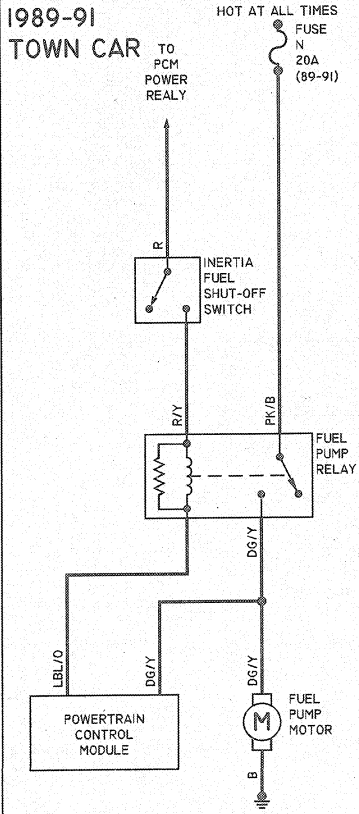 1989-91
TOWN CAR
TO
PCM
POWER
REALY
HOT AT ALL TIMES
FUSE
N
20A
(89-91)
R
INERTIA
FUEL
SHUT-OFF
SWITCH
R/Y
PK/B
FUEL
PUMP
RELAY
DG/Y
LBL/O
DG/Y
DG/Y
POWERTRAIN
CONTROL
MODULE
M
FUEL
PUMP
MOTOR
B